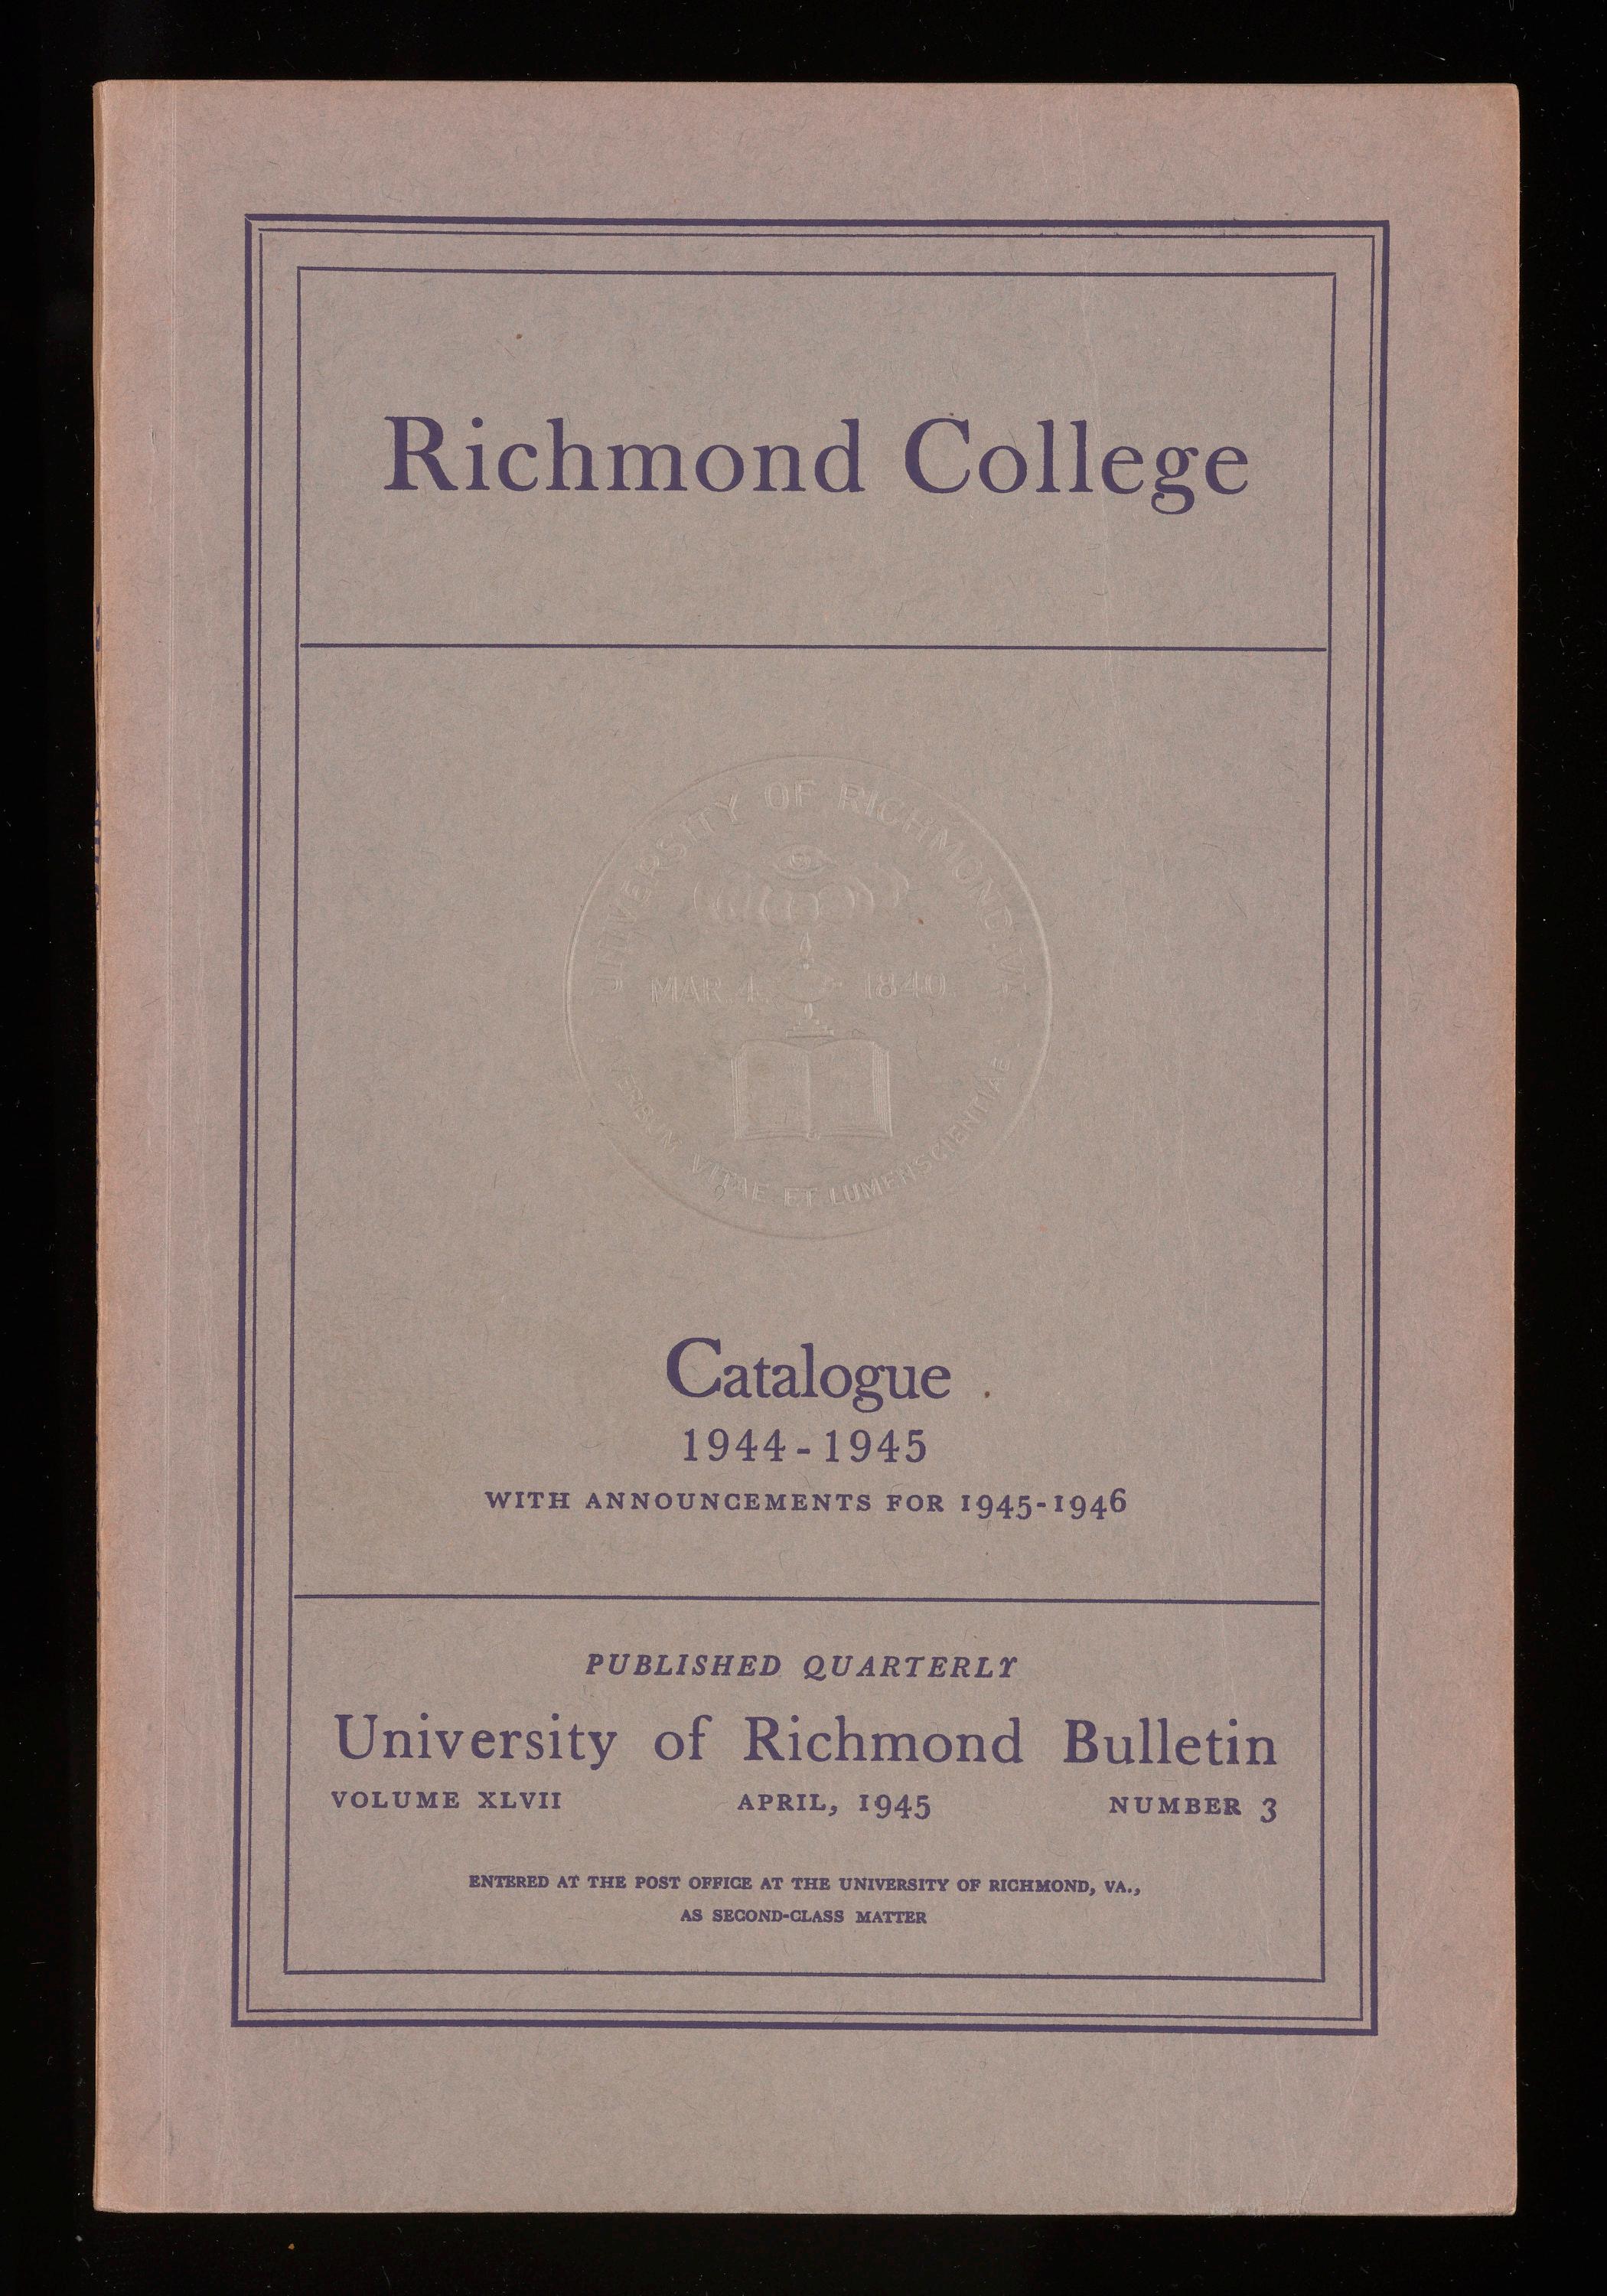 Richmond College
UNIVERSITY OF RICHMOND, VA.
MAR. 4, 1840
VERBUM VITAE ET LUMEN SCIENTIAE
Catalogue
1944-1945
WITH ANNOUNCEMENTS FOR 1945-1946
PUBLISHED QUARTERLY
University of Richmond Bulletin
VOLUME XLVII APRIL, 1945 NUMBER 3
ENTERED AT THE POST OFFICE AT THE UNIVERSITY OF RICHMOND, VA.,
AS SECOND-CLASS MATTER